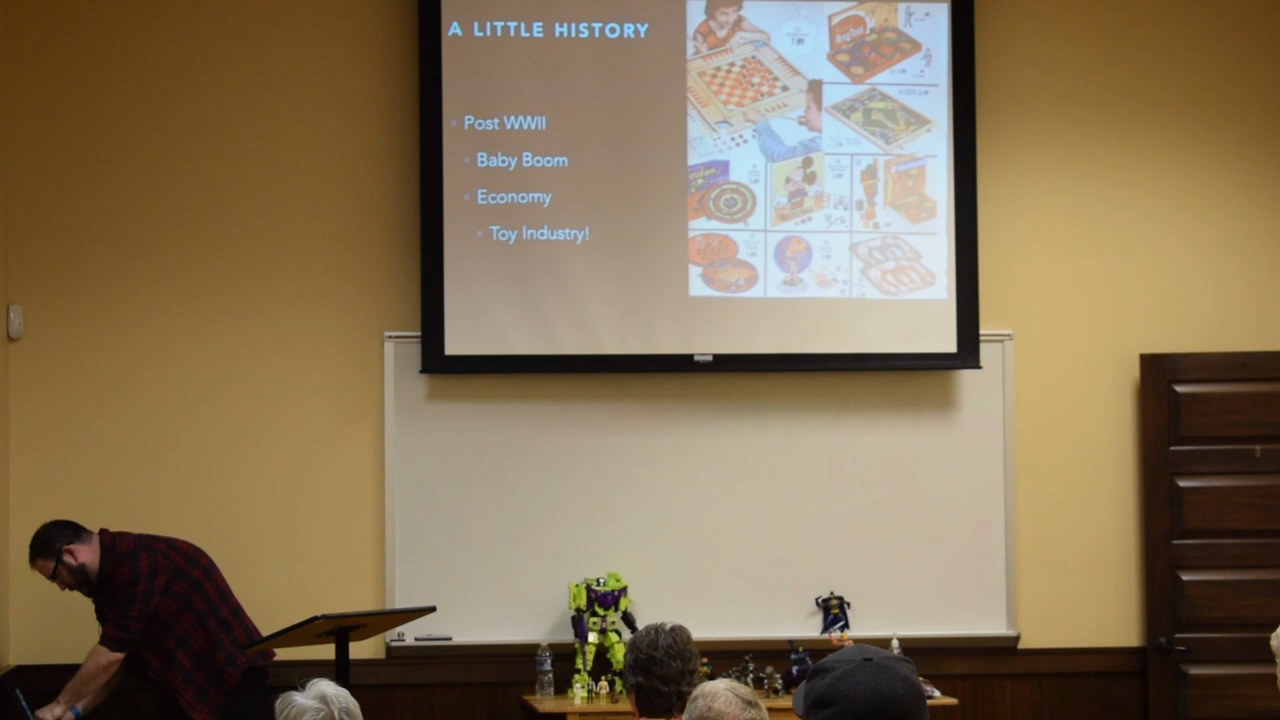 A LITTLE HISTORY
Post WWII
Baby Boom
Economy
Toy Industry!